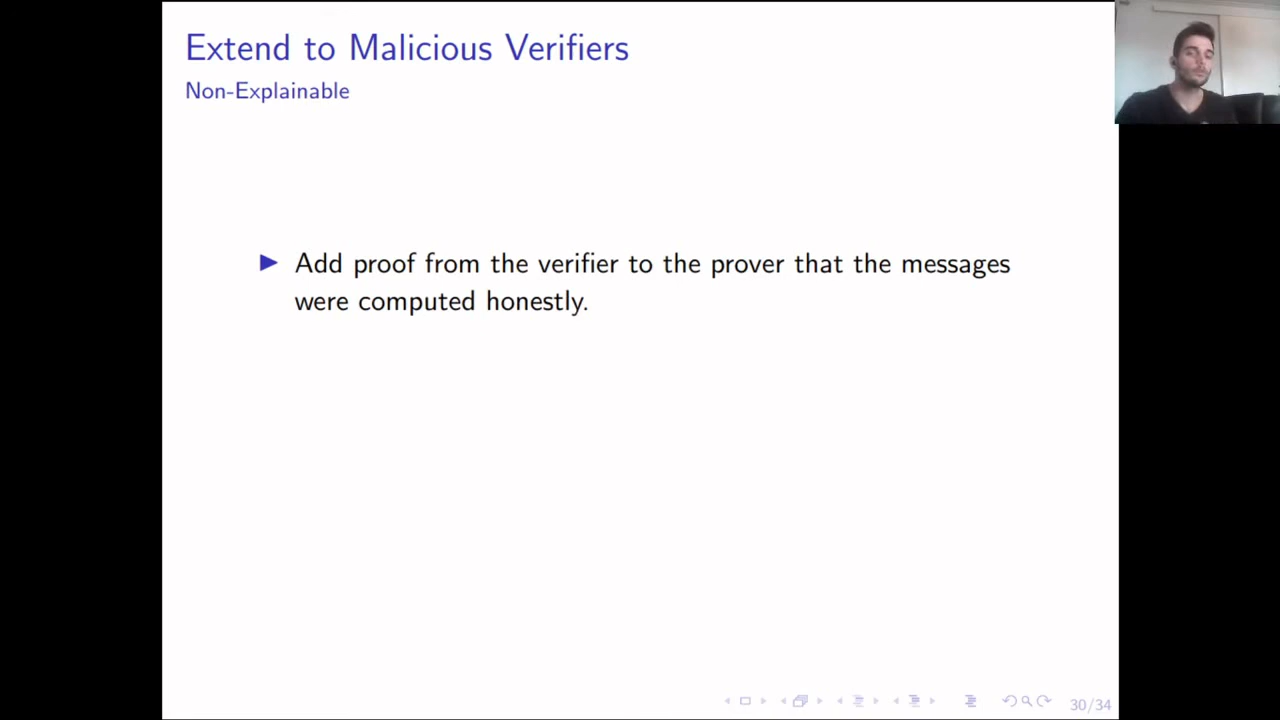 Extend to Malicious Verifiers
Non-Explainable
▶ Add proof from the verifier to the prover that the messages
were computed honestly.
30/34